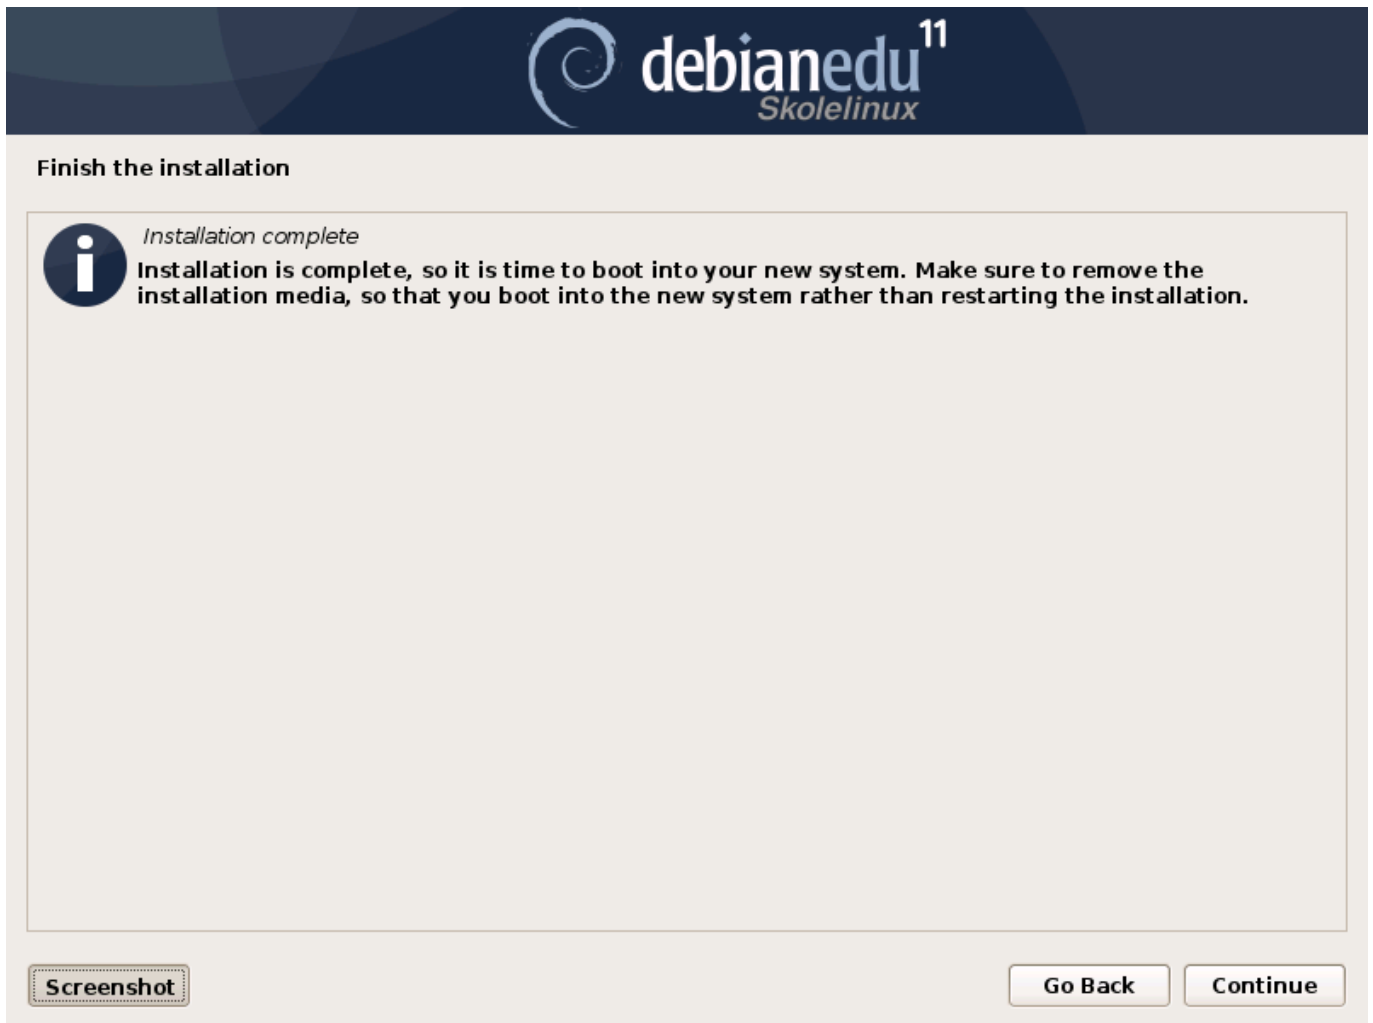 debianedu 11
Skolelinux
Finish the installation
Installation complete
Installation is complete, so it is time to boot into your new system. Make sure to remove the
installation media, so that you boot into the new system rather than restarting the installation.
Screenshot
Go Back
Continue